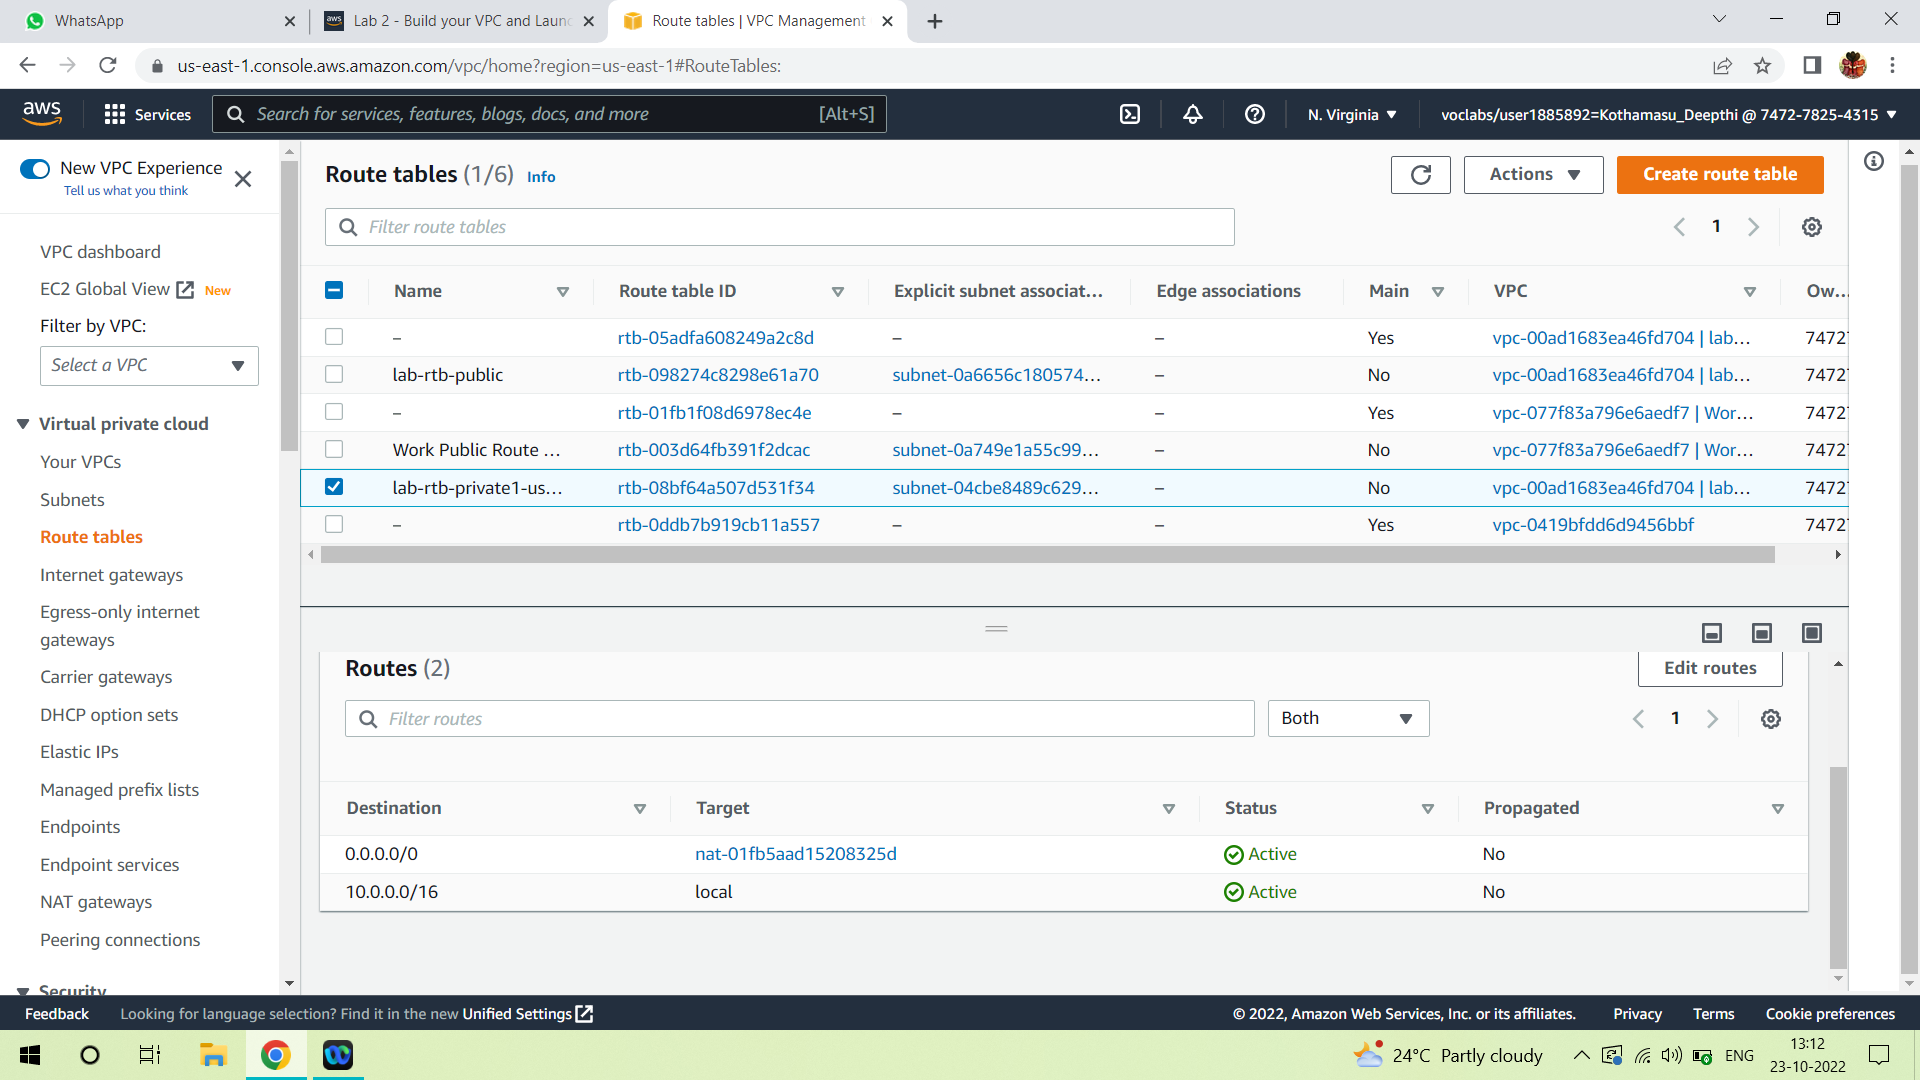 WhatsApp
Lab 2 - Build your VPC and Launc
Route tables | VPC Management
us-east-1.console.aws.amazon.com/vpc/home?region=us-east-1#RouteTables:
aws
Services
Search for services, features, blogs, docs, and more
[Alt+S]
N. Virginia
voclabs/user1885892=Kothamasu_Deepthi @ 7472-7825-4315
New VPC Experience
Tell us what you think
VPC dashboard
EC2 Global View
New
Filter by VPC:
Select a VPC
Virtual private cloud
Your VPCs
Subnets
Route tables
Internet gateways
Egress-only internet
gateways
Carrier gateways
DHCP option sets
Elastic IPs
Managed prefix lists
Endpoints
Endpoint services
NAT gateways
Peering connections
Security
Route tables (1/6) Info
Actions
Create route table
Filter route tables
1
Name Route table ID Explicit subnet associat... Edge associations Main VPC Ow...
– rtb-05adfa608249a2c8d – – Yes vpc-00ad1683ea46fd704 | lab... 7472
lab-rtb-public rtb-098274c8298e61a70 subnet-0a6656c180574... – No vpc-00ad1683ea46fd704 | lab... 7472
– rtb-01fb1f08d6978ec4e – – Yes vpc-077f83a796e6aedf7 | Wor... 7472
Work Public Route ... rtb-003d64fb391f2dcac subnet-0a749e1a55c99... – No vpc-077f83a796e6aedf7 | Wor... 7472
lab-rtb-private1-us... rtb-08bf64a507d531f34 subnet-04cbe8489c629... – No vpc-00ad1683ea46fd704 | lab... 7472
– rtb-0ddb7b919cb11a557 – – Yes vpc-0419bfdd6d9456bbf 7472
Routes (2)
Edit routes
Filter routes
Both
1
Destination Target Status Propagated
0.0.0.0/0 nat-01fb5aad15208325d Active No
10.0.0.0/16 local Active No
Feedback
Looking for language selection? Find it in the new Unified Settings
© 2022, Amazon Web Services, Inc. or its affiliates.
Privacy
Terms
Cookie preferences
24°C Partly cloudy
ENG
13:12
23-10-2022